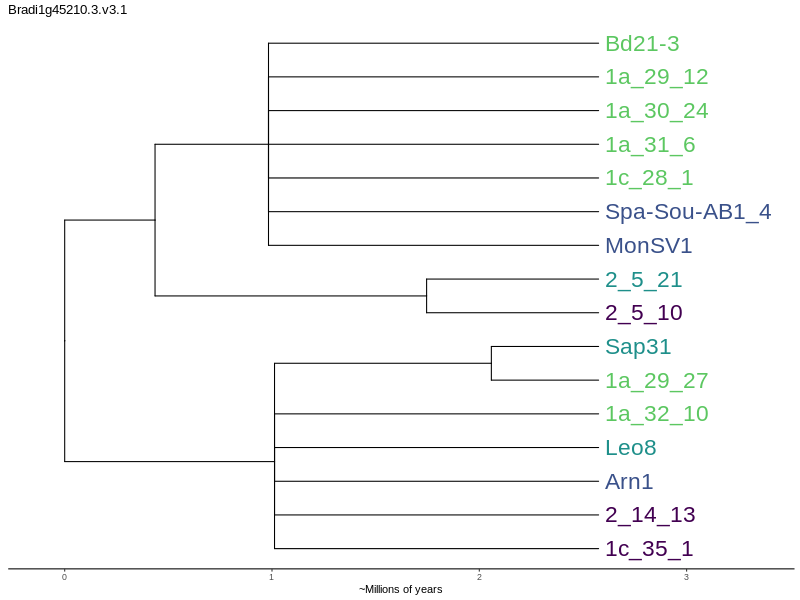 Bradi1g45210.3.v3.1
Bd21-3
1a_29_12
1a_30_24
1a_31_6
1c_28_1
Spa-Sou-AB1_4
MonSV1
2_5_21
2_5_10
Sap31
1a_29_27
1a_32_10
Leo8
Arn1
2_14_13
1c_35_1
0 1 2 3
~Millions of years